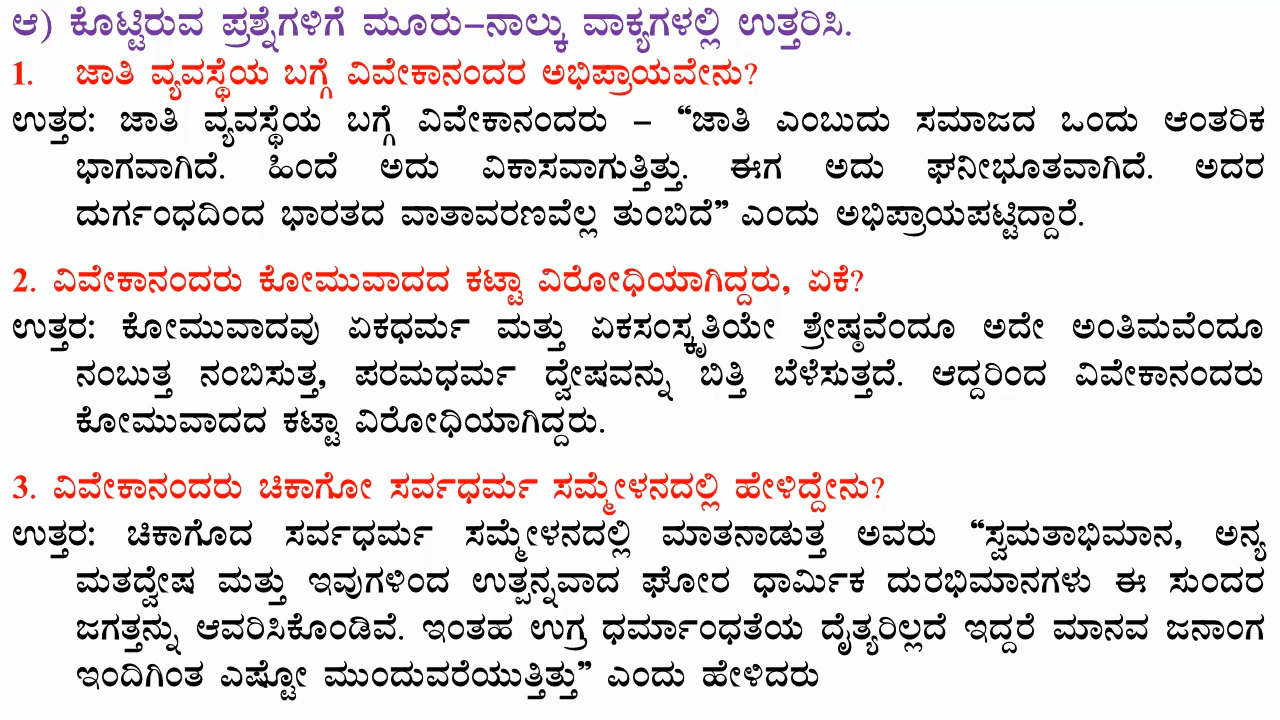 ಆ) ಕೊಟ್ಟಿರುವ ಪ್ರಶ್ನೆಗಳಿಗೆ ಮೂರು–ನಾಲ್ಕು ವಾಕ್ಯಗಳಲ್ಲಿ ಉತ್ತರಿಸಿ.
1. ಜಾತಿ ವ್ಯವಸ್ಥೆಯ ಬಗ್ಗೆ ವಿವೇಕಾನಂದರ ಅಭಿಪ್ರಾಯವೇನು?
ಉತ್ತರ: ಜಾತಿ ವ್ಯವಸ್ಥೆಯ ಬಗ್ಗೆ ವಿವೇಕಾನಂದರು – “ಜಾತಿ ಎಂಬುದು ಸಮಾಜದ ಒಂದು ಆಂತರಿಕ
ಭಾಗವಾಗಿದೆ. ಹಿಂದೆ ಅದು ವಿಕಾಸವಾಗುತ್ತಿತ್ತು. ಈಗ ಅದು ಘನೀಭೂತವಾಗಿದೆ. ಅದರ
ದುರ್ಗಂಧದಿಂದ ಭಾರತದ ವಾತಾವರಣವೆಲ್ಲ ತುಂಬಿದೆ” ಎಂದು ಅಭಿಪ್ರಾಯಪಟ್ಟಿದ್ದಾರೆ.
2. ವಿವೇಕಾನಂದರು ಕೋಮುವಾದದ ಕಟ್ಟಾ ವಿರೋಧಿಯಾಗಿದ್ದರು, ಏಕೆ?
ಉತ್ತರ: ಕೋಮುವಾದವು ಏಕಧರ್ಮ ಮತ್ತು ಏಕಸಂಸ್ಕೃತಿಯೇ ಶ್ರೇಷ್ಠವೆಂದೂ ಅದೇ ಅಂತಿಮವೆಂದೂ
ನಂಬುತ್ತ ನಂಬಿಸುತ್ತ, ಪರಮಧರ್ಮ ದ್ವೇಷವನ್ನು ಬಿತ್ತಿ ಬೆಳೆಸುತ್ತದೆ. ಆದ್ದರಿಂದ ವಿವೇಕಾನಂದರು
ಕೋಮುವಾದದ ಕಟ್ಟಾ ವಿರೋಧಿಯಾಗಿದ್ದರು.
3. ವಿವೇಕಾನಂದರು ಚಿಕಾಗೋ ಸರ್ವಧರ್ಮ ಸಮ್ಮೇಳನದಲ್ಲಿ ಹೇಳಿದ್ದೇನು?
ಉತ್ತರ: ಚಿಕಾಗೊದ ಸರ್ವಧರ್ಮ ಸಮ್ಮೇಳನದಲ್ಲಿ ಮಾತನಾಡುತ್ತ ಅವರು “ಸ್ವಮತಾಭಿಮಾನ, ಅನ್ಯ
ಮತದ್ವೇಷ ಮತ್ತು ಇವುಗಳಿಂದ ಉತ್ಪನ್ನವಾದ ಘೋರ ಧಾರ್ಮಿಕ ದುರಭಿಮಾನಗಳು ಈ ಸುಂದರ
ಜಗತ್ತನ್ನು ಆವರಿಸಿಕೊಂಡಿವೆ. ಇಂತಹ ಉಗ್ರ ಧರ್ಮಾಂಧತೆಯ ದೈತ್ಯರಿಲ್ಲದೆ ಇದ್ದರೆ ಮಾನವ ಜನಾಂಗ
ಇಂದಿಗಿಂತ ಎಷ್ಟೋ ಮುಂದುವರೆಯುತ್ತಿತ್ತು” ಎಂದು ಹೇಳಿದರು